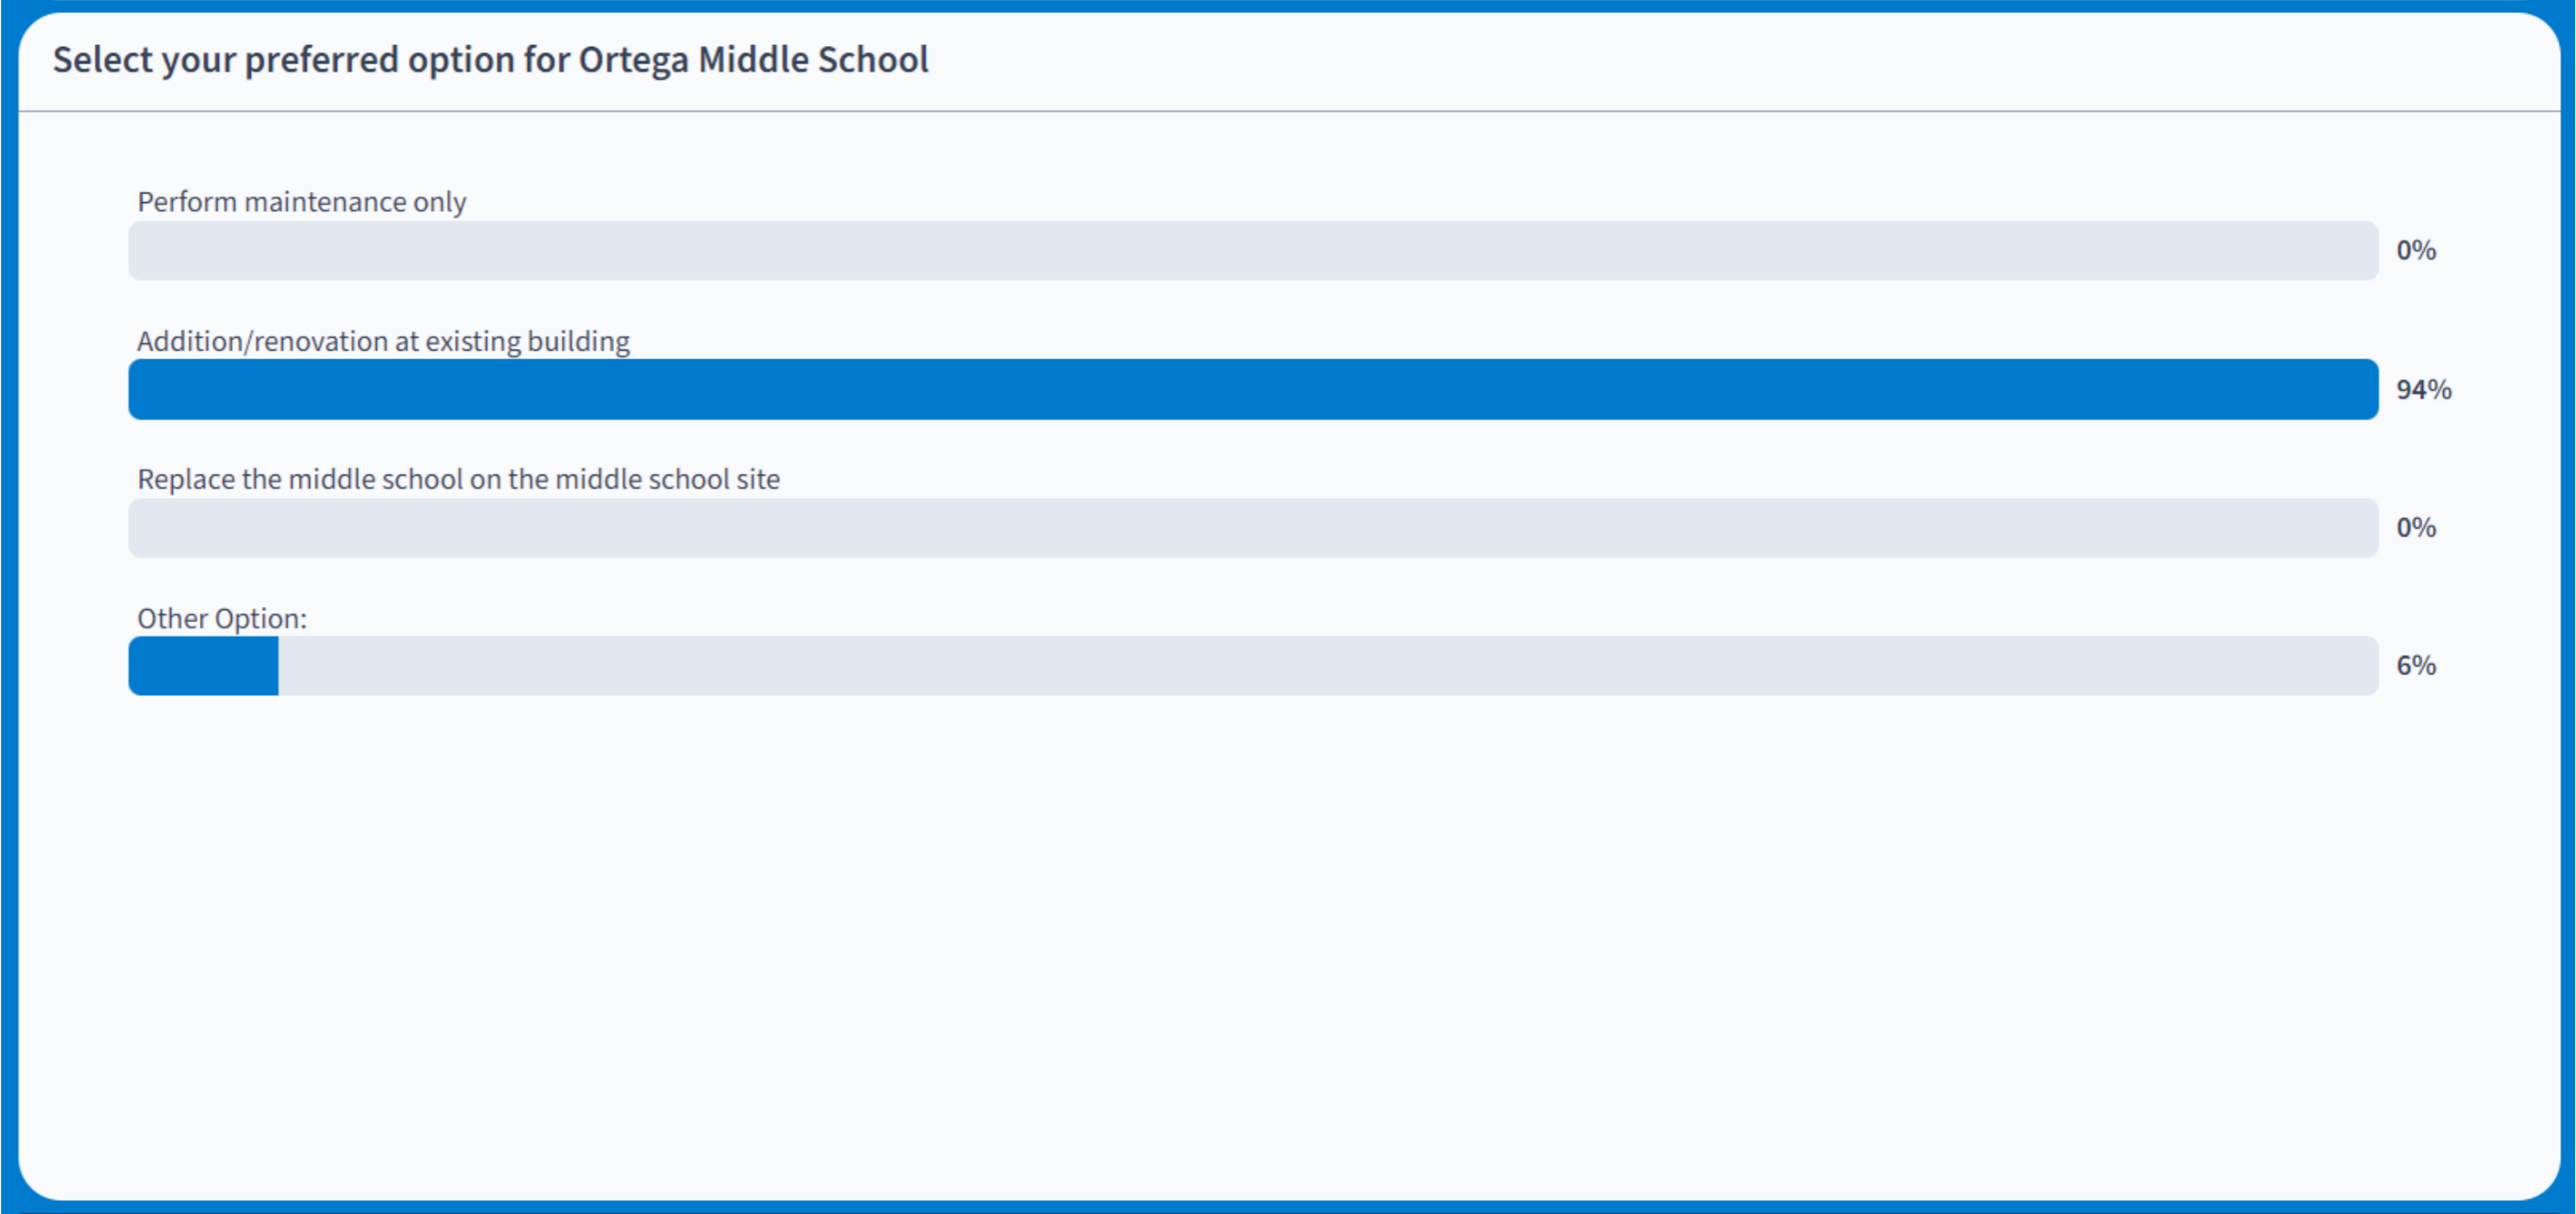 Select your preferred option for Ortega Middle School
Perform maintenance only
0%
Addition/renovation at existing building
94%
Replace the middle school on the middle school site
0%
Other Option:
6%